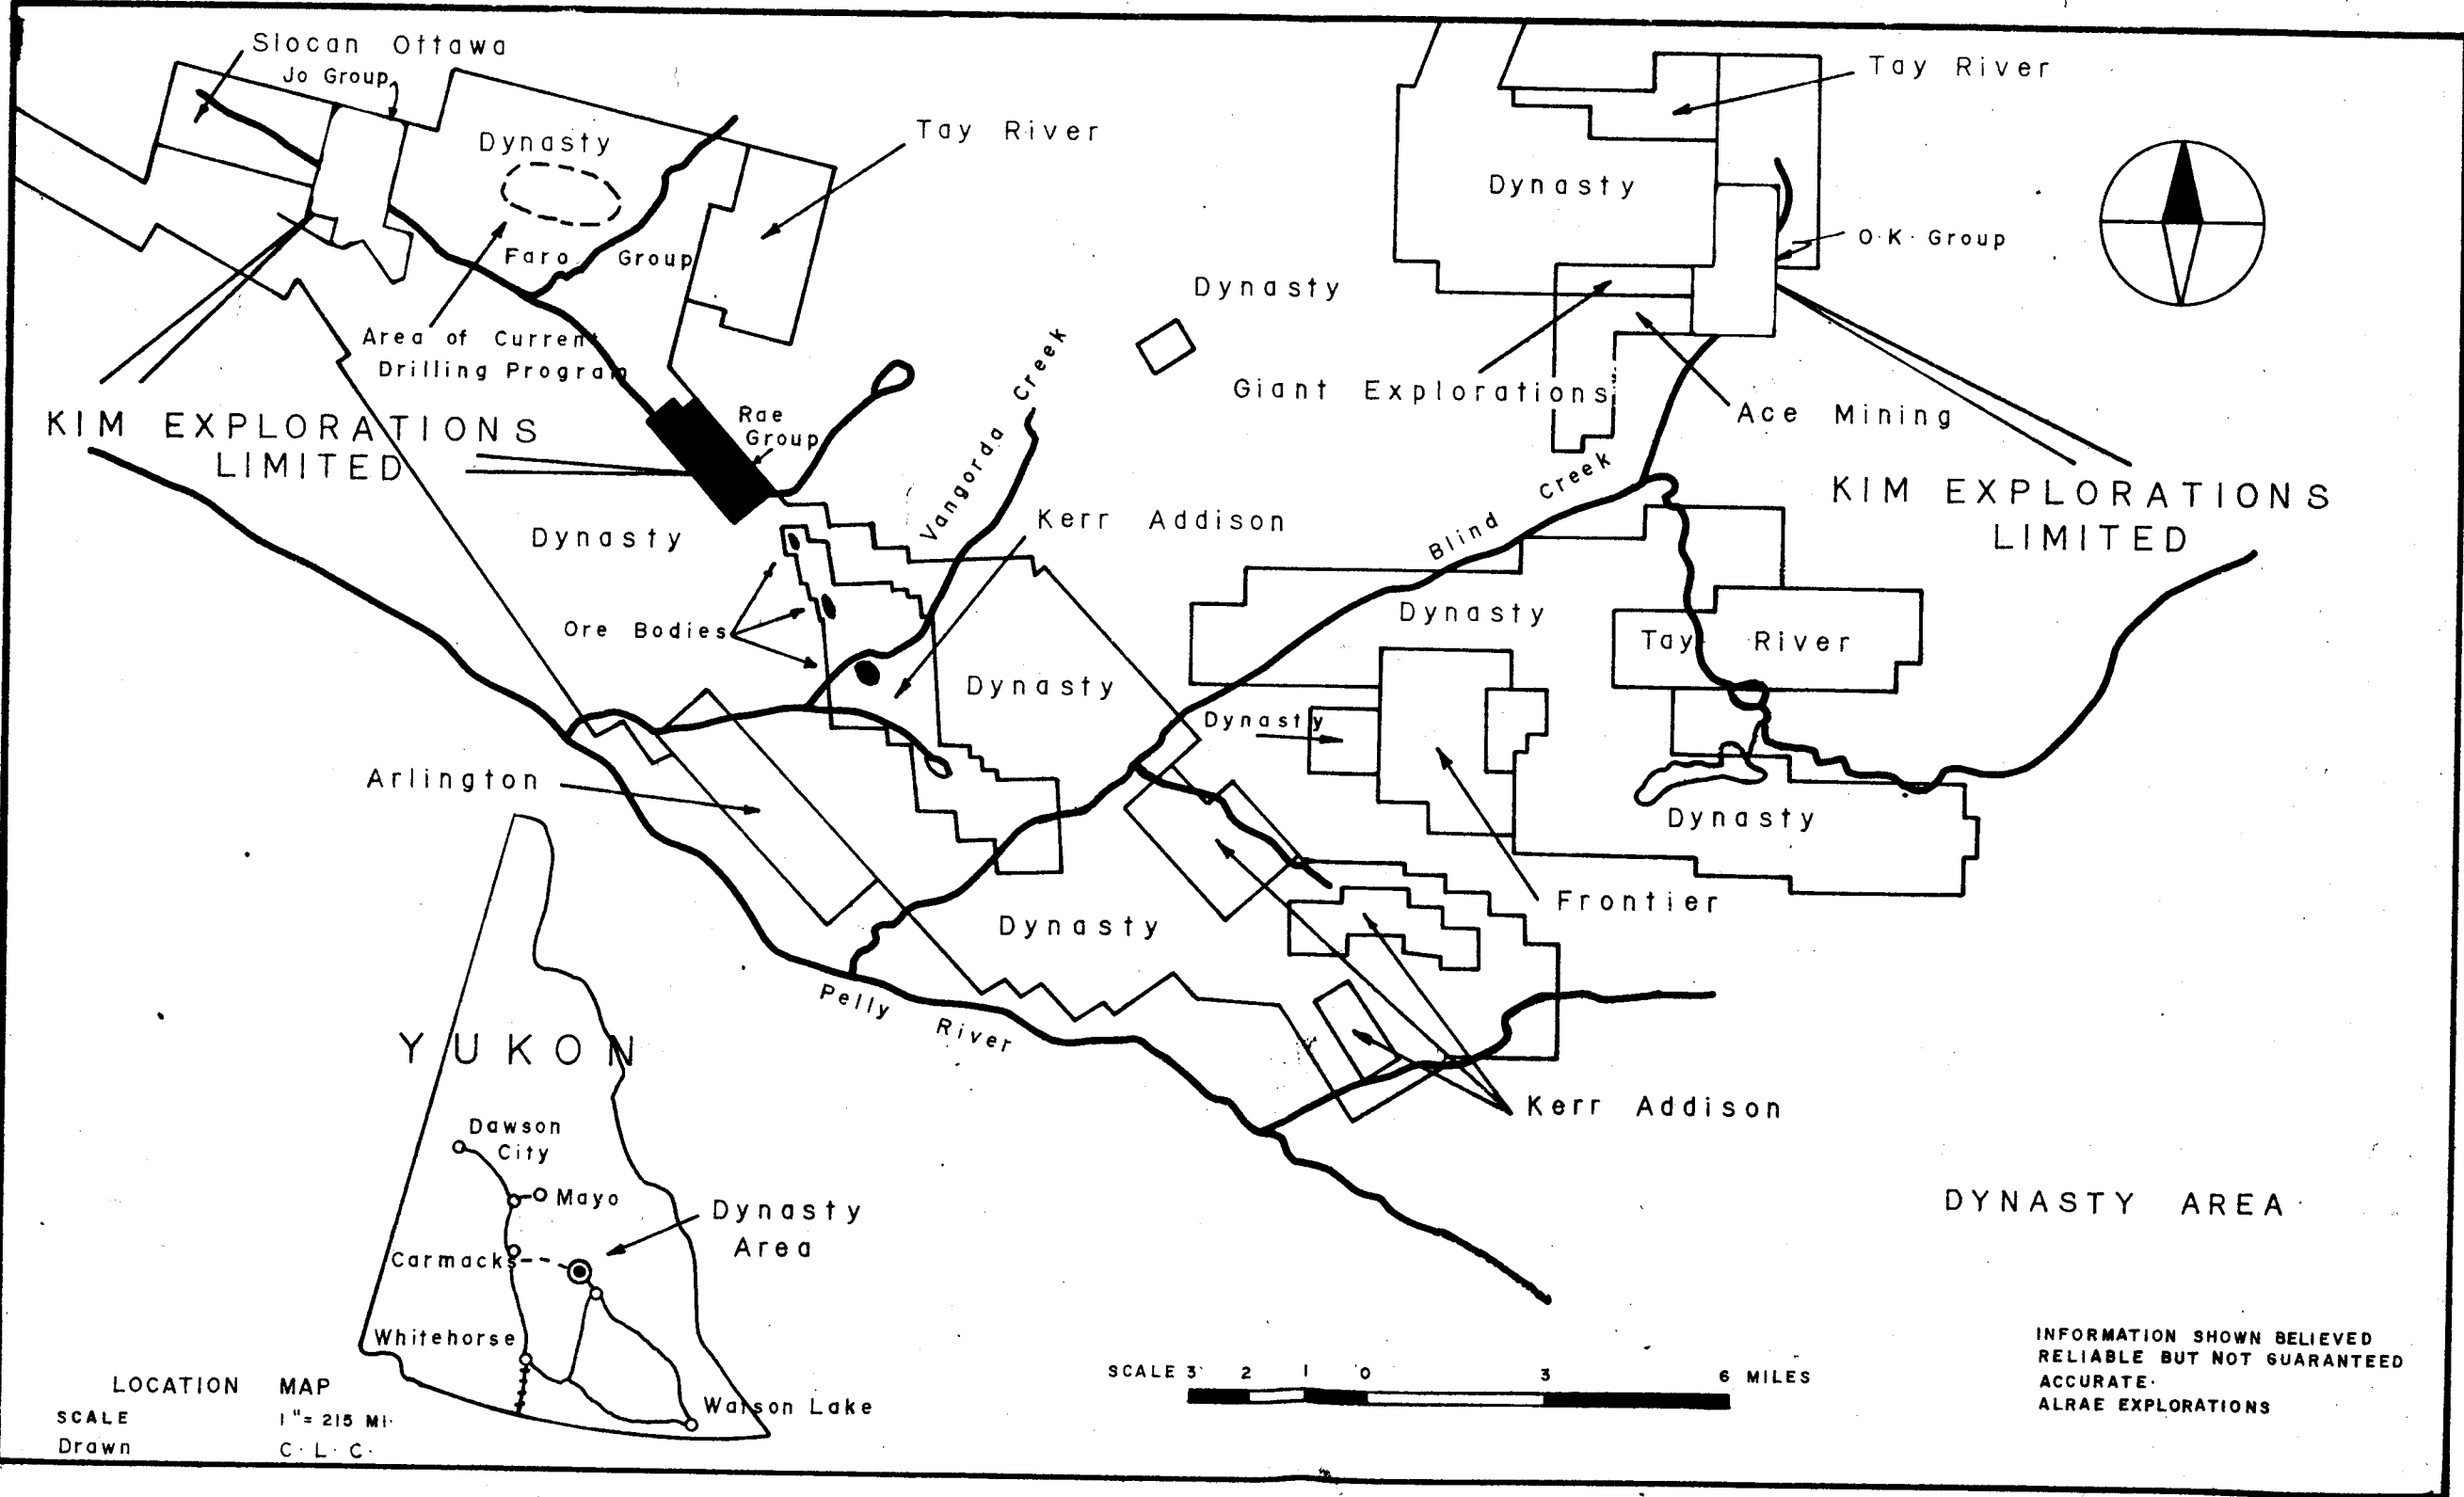 Slocan Ottawa
Jo Group
Tay River
Dynasty
Tay River
Dynasty
O.K. Group
Faro Group
Dynasty
Area of Current
Drilling Program
Giant Explorations
Ace Mining
KIM EXPLORATIONS
LIMITED
Rae
Group
Vangorda Creek
Kerr Addison
Blind Creek
KIM EXPLORATIONS
LIMITED
Dynasty
Ore Bodies
Dynasty
Dynasty
Tay River
Dynasty
Arlington
Dynasty
Frontier
Dynasty
Pelly River
Kerr Addison
YUKON
Dawson
City
Mayo
Dynasty
Area
Carmacks
Whitehorse
Watson Lake
DYNASTY AREA
LOCATION MAP
SCALE 1"= 215 MI.
Drawn C. L. C.
SCALE 3 2 1 0 3 6 MILES
INFORMATION SHOWN BELIEVED
RELIABLE BUT NOT GUARANTEED
ACCURATE.
ALRAE EXPLORATIONS